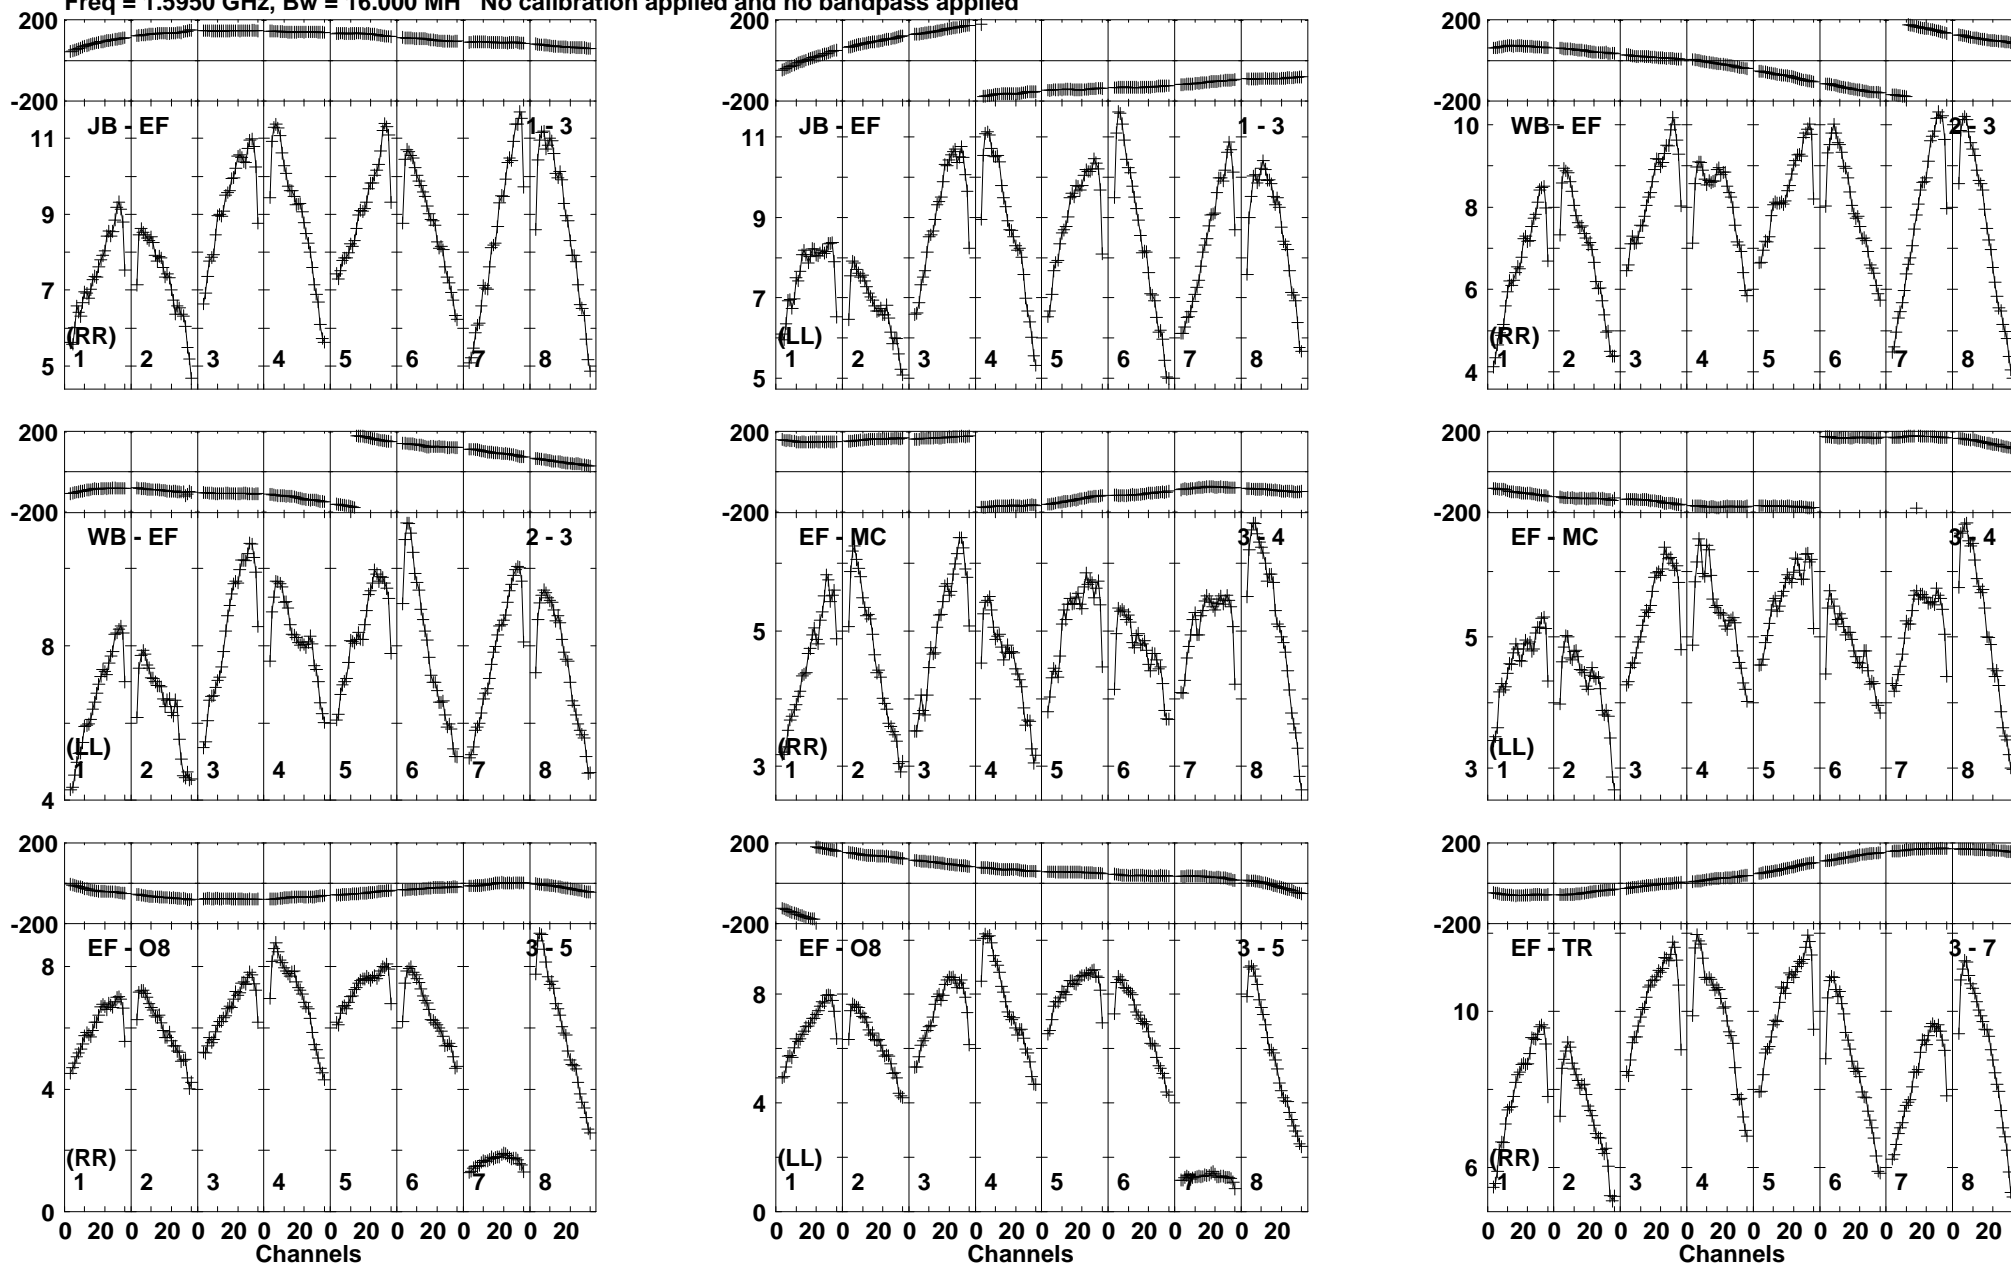 Freq = 1.5950 GHz, Bw = 16.000 MH No calibration applied and no bandpass applied
200 200 200
-200 -200 -200
JB - EF 1 - 3 JB - EF 1 - 3 WB - EF 2 - 3
11 11 10
9 9 8
7 7 6
(RR) (LL) (RR)
1 2 3 4 5 6 7 8 1 2 3 4 5 6 7 8 1 2 3 4 5 6 7 8
5 5 4
200 200 200
-200 -200 -200
WB - EF 2 - 3 EF - MC 3 - 4 EF - MC 3 - 4
8 5 5
(LL) (RR) (LL)
1 2 3 4 5 6 7 8 1 2 3 4 5 6 7 8 1 2 3 4 5 6 7 8
4 3 3
200 200 200
-200 -200 -200
EF - O8 3 - 5 EF - O8 3 - 5 EF - TR 3 - 7
8 8 10
4 4
(RR) (LL) (RR)
1 2 3 4 5 6 7 8 1 2 3 4 5 6 7 8 1 2 3 4 5 6 7 8
0 0 6
0 20 0 20 0 20 0 20 0 20 0 20 0 20 0 20 0 20 0 20 0 20 0 20 0 20 0 20 0 20 0 20 0 20 0 20 0 20 0 20 0 20 0 20 0 20 0 20
Channels Channels Channels